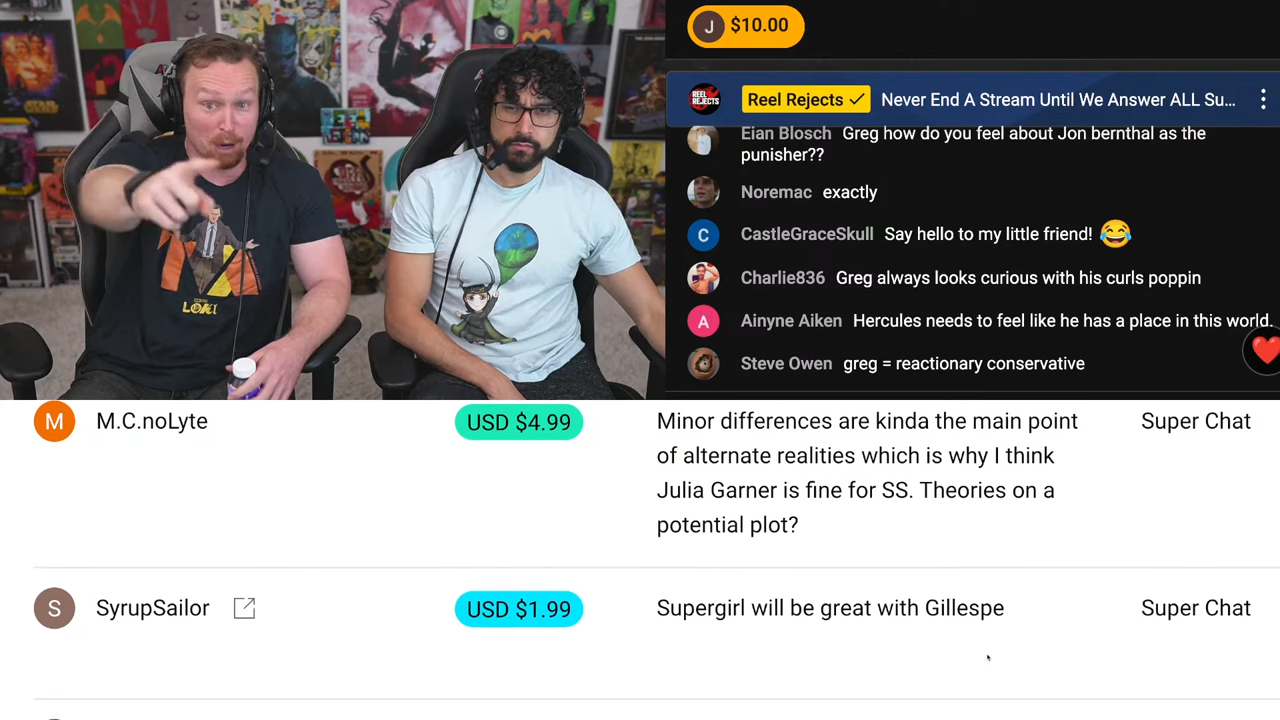 J $10.00
REEL REJECTS Reel Rejects Never End A Stream Until We Answer ALL Su...
Eian Blosch Greg how do you feel about Jon bernthal as the
punisher??
Noremac exactly
C CastleGraceSkull Say hello to my little friend! 😂
Charlie836 Greg always looks curious with his curls poppin
A Ainyne Aiken Hercules needs to feel like he has a place in this world.
Steve Owen greg = reactionary conservative
LOKI
M M.C.noLyte USD $4.99 Minor differences are kinda the main point Super Chat
of alternate realities which is why I think
Julia Garner is fine for SS. Theories on a
potential plot?
S SyrupSailor USD $1.99 Supergirl will be great with Gillespe Super Chat